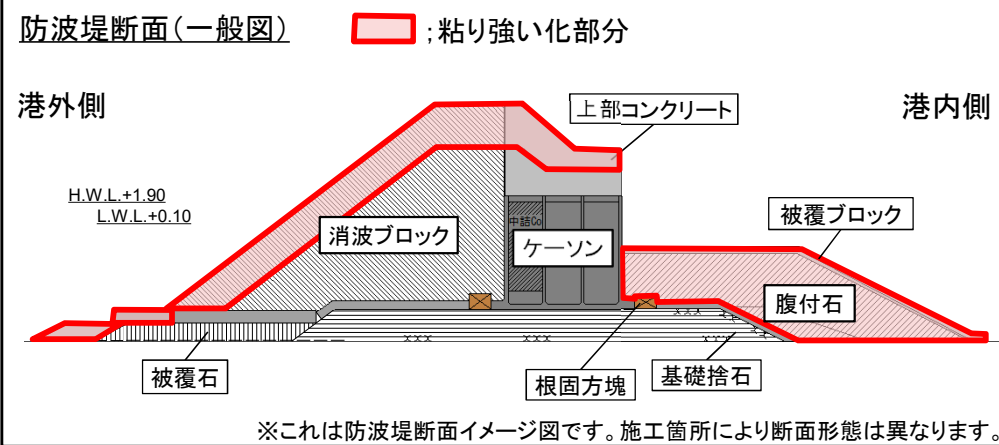 防波堤断面(一般図)　;粘り強い化部分
港外側　港内側
上部コンクリート
H.W.L.+1.90
L.W.L.+0.10
被覆ブロック
消波ブロック
中詰Co
ケーソン
腹付石
被覆石
根固方塊
基礎捨石
※これは防波堤断面イメージ図です。施工箇所により断面形態は異なります。